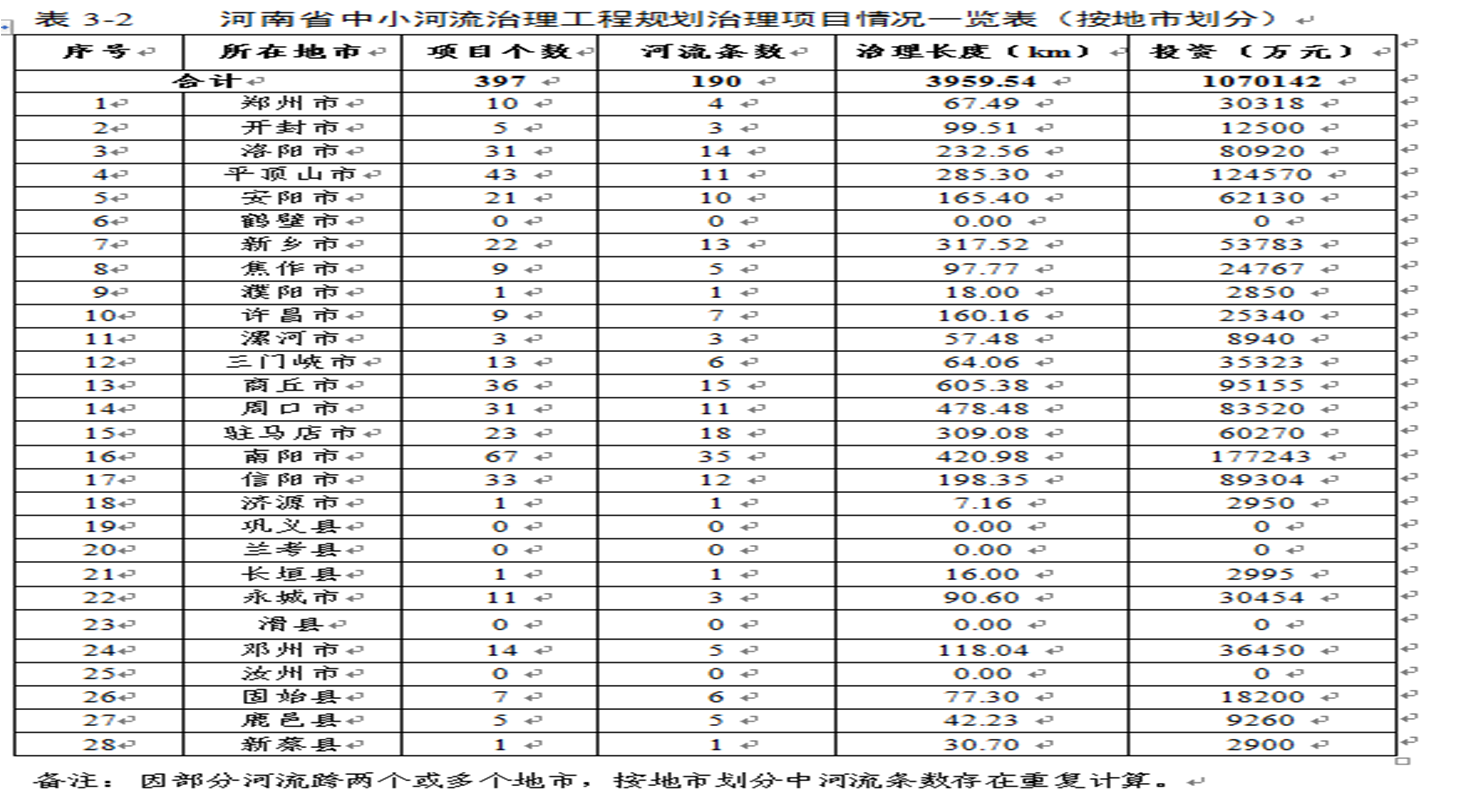 表 3-2 河南省中小河流治理工程规划治理项目情况一览表（按地市划分）
序号 所在地市 项目个数 河流条数 治理长度（km） 投资（万元）
合计 397 190 3959.54 1070142
1 郑州市 10 4 67.49 30318
2 开封市 5 3 99.51 12500
3 洛阳市 31 14 232.56 80920
4 平顶山市 43 11 285.30 124570
5 安阳市 21 10 165.40 62130
6 鹤壁市 0 0 0.00 0
7 新乡市 22 13 317.52 53783
8 焦作市 9 5 97.77 24767
9 濮阳市 1 1 18.00 2850
10 许昌市 9 7 160.16 25340
11 漯河市 3 3 57.48 8940
12 三门峡市 13 6 64.06 35323
13 商丘市 36 15 605.38 95155
14 周口市 31 11 478.48 83520
15 驻马店市 23 18 309.08 60270
16 南阳市 67 35 420.98 177243
17 信阳市 33 12 198.35 89304
18 济源市 1 1 7.16 2950
19 巩义县 0 0 0.00 0
20 兰考县 0 0 0.00 0
21 长垣县 1 1 16.00 2995
22 永城市 11 3 90.60 30454
23 滑县 0 0 0.00 0
24 邓州市 14 5 118.04 36450
25 汝州市 0 0 0.00 0
26 固始县 7 6 77.30 18200
27 鹿邑县 5 5 42.23 9260
28 新蔡县 1 1 30.70 2900
备注：因部分河流跨两个或多个地市，按地市划分中河流条数存在重复计算。